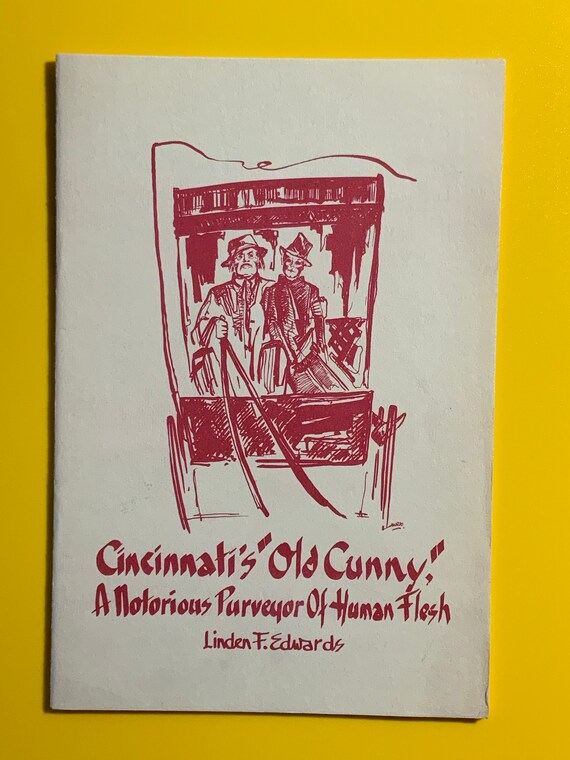 Cincinnati's "Old Cunny,"
A Notorious Purveyor Of Human Flesh
Linden F. Edwards